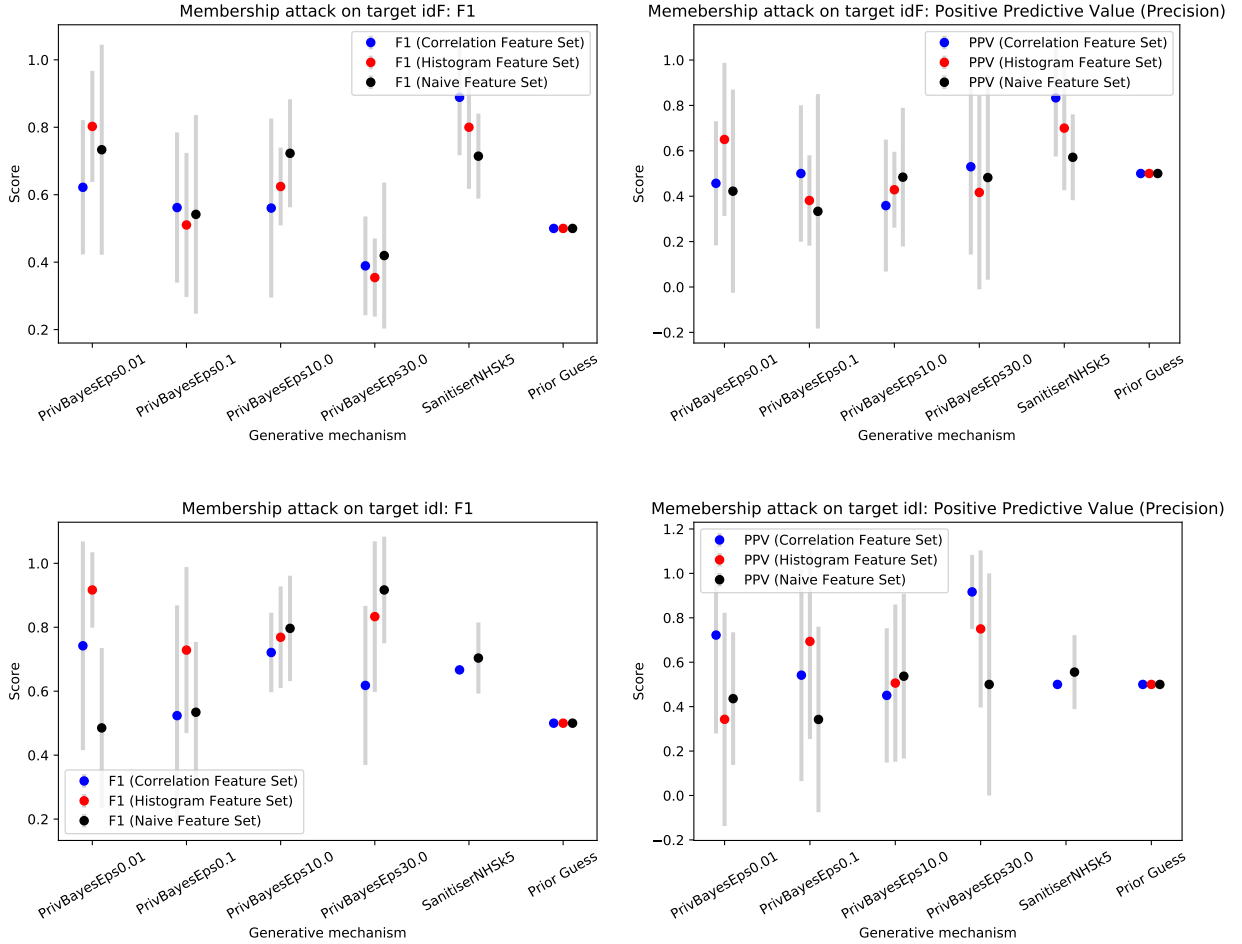 Membership attack on target idF: F1
F1 (Correlation Feature Set)
F1 (Histogram Feature Set)
F1 (Naive Feature Set)
Score
1.0
0.8
0.6
0.4
0.2
PrivBayesEps0.01
PrivBayesEps0.1
PrivBayesEps10.0
PrivBayesEps30.0
SanitiserNHSk5
Prior Guess
Generative mechanism
Memebership attack on target idF: Positive Predictive Value (Precision)
PPV (Correlation Feature Set)
PPV (Histogram Feature Set)
PPV (Naive Feature Set)
Score
1.0
0.8
0.6
0.4
0.2
0.0
−0.2
PrivBayesEps0.01
PrivBayesEps0.1
PrivBayesEps10.0
PrivBayesEps30.0
SanitiserNHSk5
Prior Guess
Generative mechanism
Membership attack on target idI: F1
Score
1.0
0.8
0.6
0.4
0.2
F1 (Correlation Feature Set)
F1 (Histogram Feature Set)
F1 (Naive Feature Set)
PrivBayesEps0.01
PrivBayesEps0.1
PrivBayesEps10.0
PrivBayesEps30.0
SanitiserNHSk5
Prior Guess
Generative mechanism
Memebership attack on target idI: Positive Predictive Value (Precision)
PPV (Correlation Feature Set)
PPV (Histogram Feature Set)
PPV (Naive Feature Set)
Score
1.2
1.0
0.8
0.6
0.4
0.2
0.0
−0.2
PrivBayesEps0.01
PrivBayesEps0.1
PrivBayesEps10.0
PrivBayesEps30.0
SanitiserNHSk5
Prior Guess
Generative mechanism